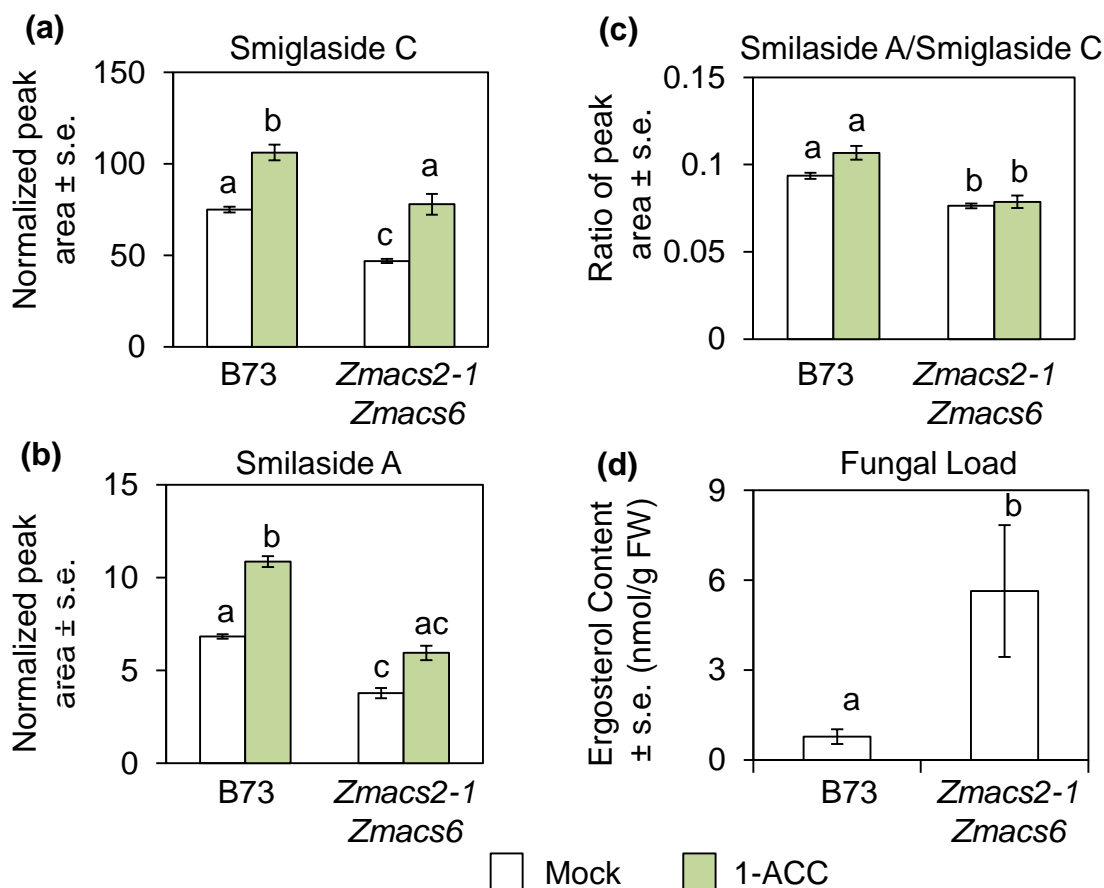 (a)
Smiglaside C
Normalized peak
area ± s.e.
150
100
50
0
a
b
c
a
B73
Zmacs2-1
Zmacs6
(b)
Smilaside A
Normalized peak
area ± s.e.
15
10
5
0
a
b
c
ac
B73
Zmacs2-1
Zmacs6
(c)
Smilaside A/Smiglaside C
Ratio of peak
area ± s.e.
0.15
0.1
0.05
0
a
a
b
b
B73
Zmacs2-1
Zmacs6
(d)
Fungal Load
Ergosterol Content
± s.e. (nmol/g FW)
9
6
3
0
a
b
B73
Zmacs2-1
Zmacs6
Mock
1-ACC